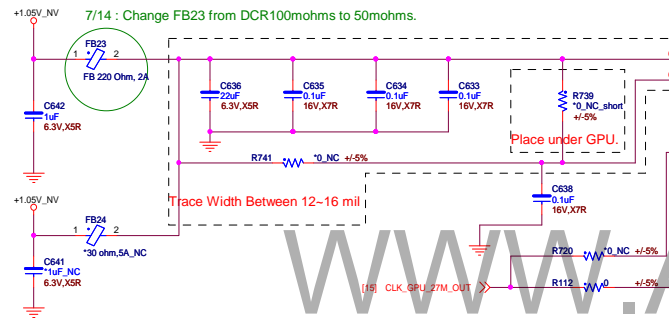 7/14 : Change FB23 from DCR100mohms to 50mohms.
+1.05V_NV
FB23
1 2
FB 220 Ohm, 2A
C642
1uF
6.3V,X5R
C636
22uF
6.3V,X5R
C635
0.1uF
16V,X7R
C634
0.1uF
16V,X7R
C633
0.1uF
16V,X7R
R739
*0_NC_short
+/-5%
Place under GPU.
R741 *0_NC +/-5%
Trace Width Between 12~16 mil
C638
0.1uF
16V,X7R
+1.05V_NV
FB24
1 2
*30 ohm,5A_NC
C641
*1uF_NC
6.3V,X5R
R720 *0_NC +/-5%
[15] CLK_GPU_27M_OUT
R112 0 +/-5%
www.